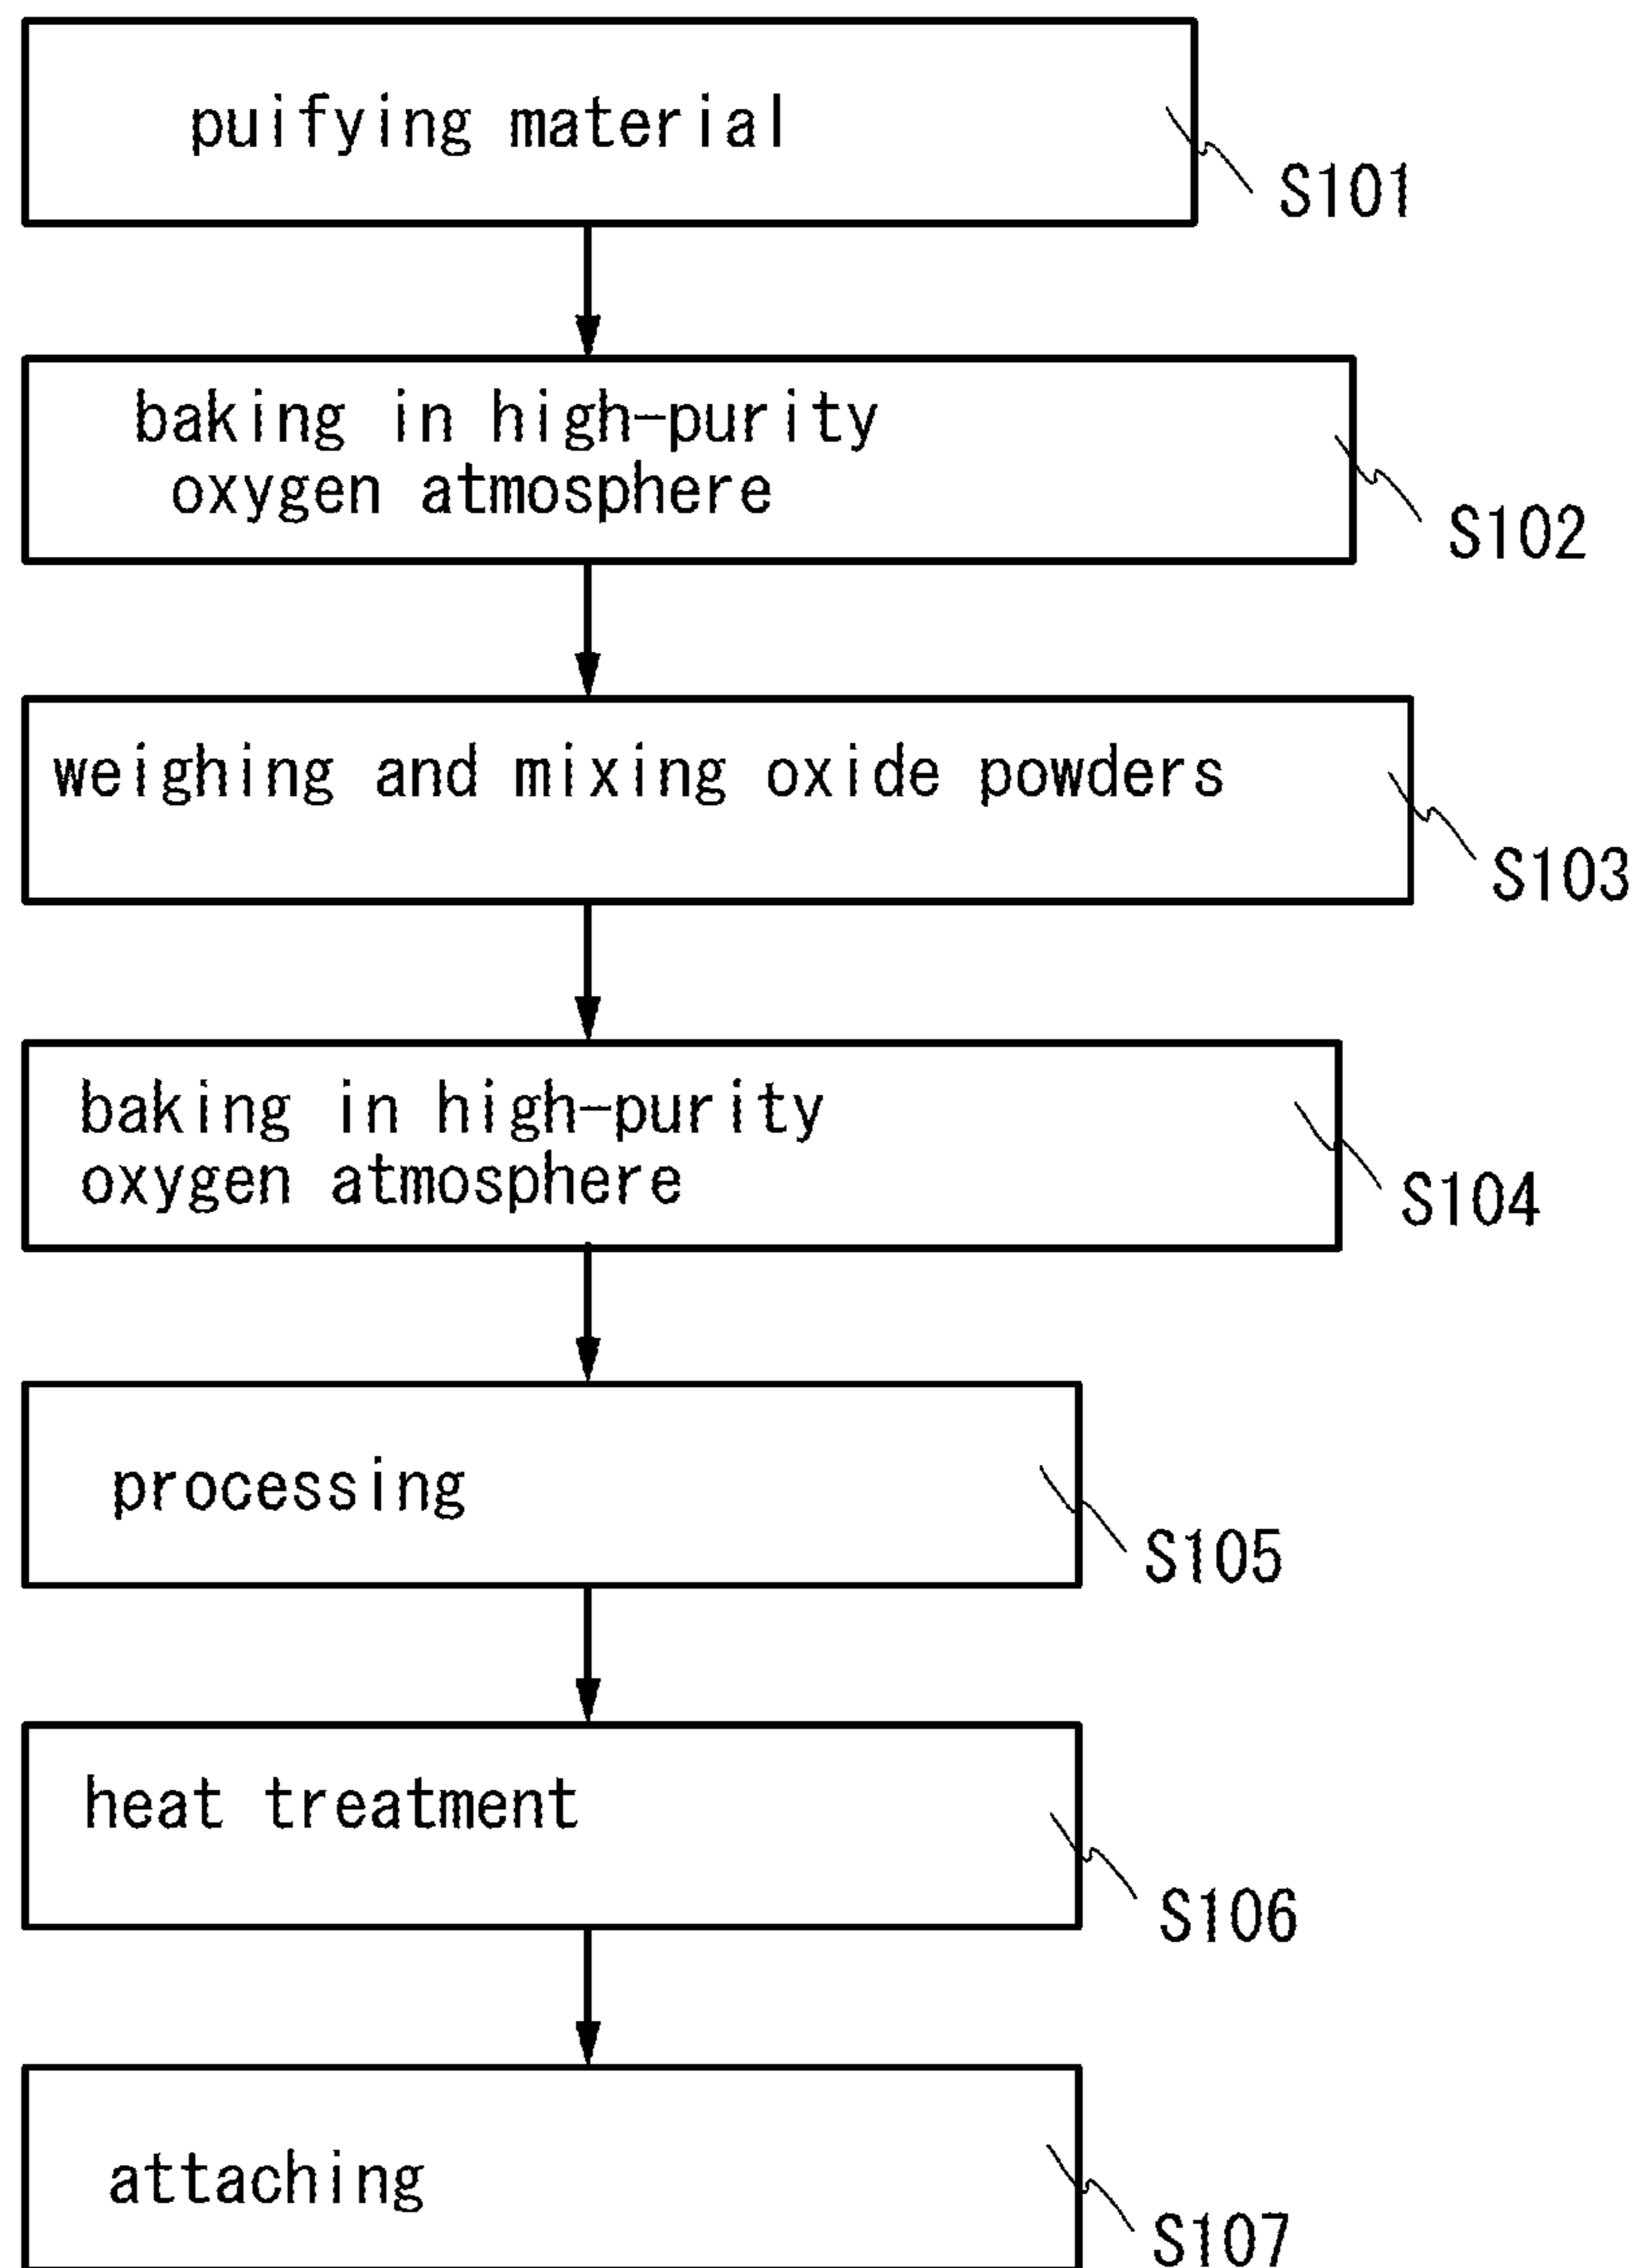 puifying material
S101
baking in high-purity
oxygen atmosphere
S102
weighing and mixing oxide powders
S103
baking in high-purity
oxygen atmosphere
S104
processing
S105
heat treatment
S106
attaching
S107